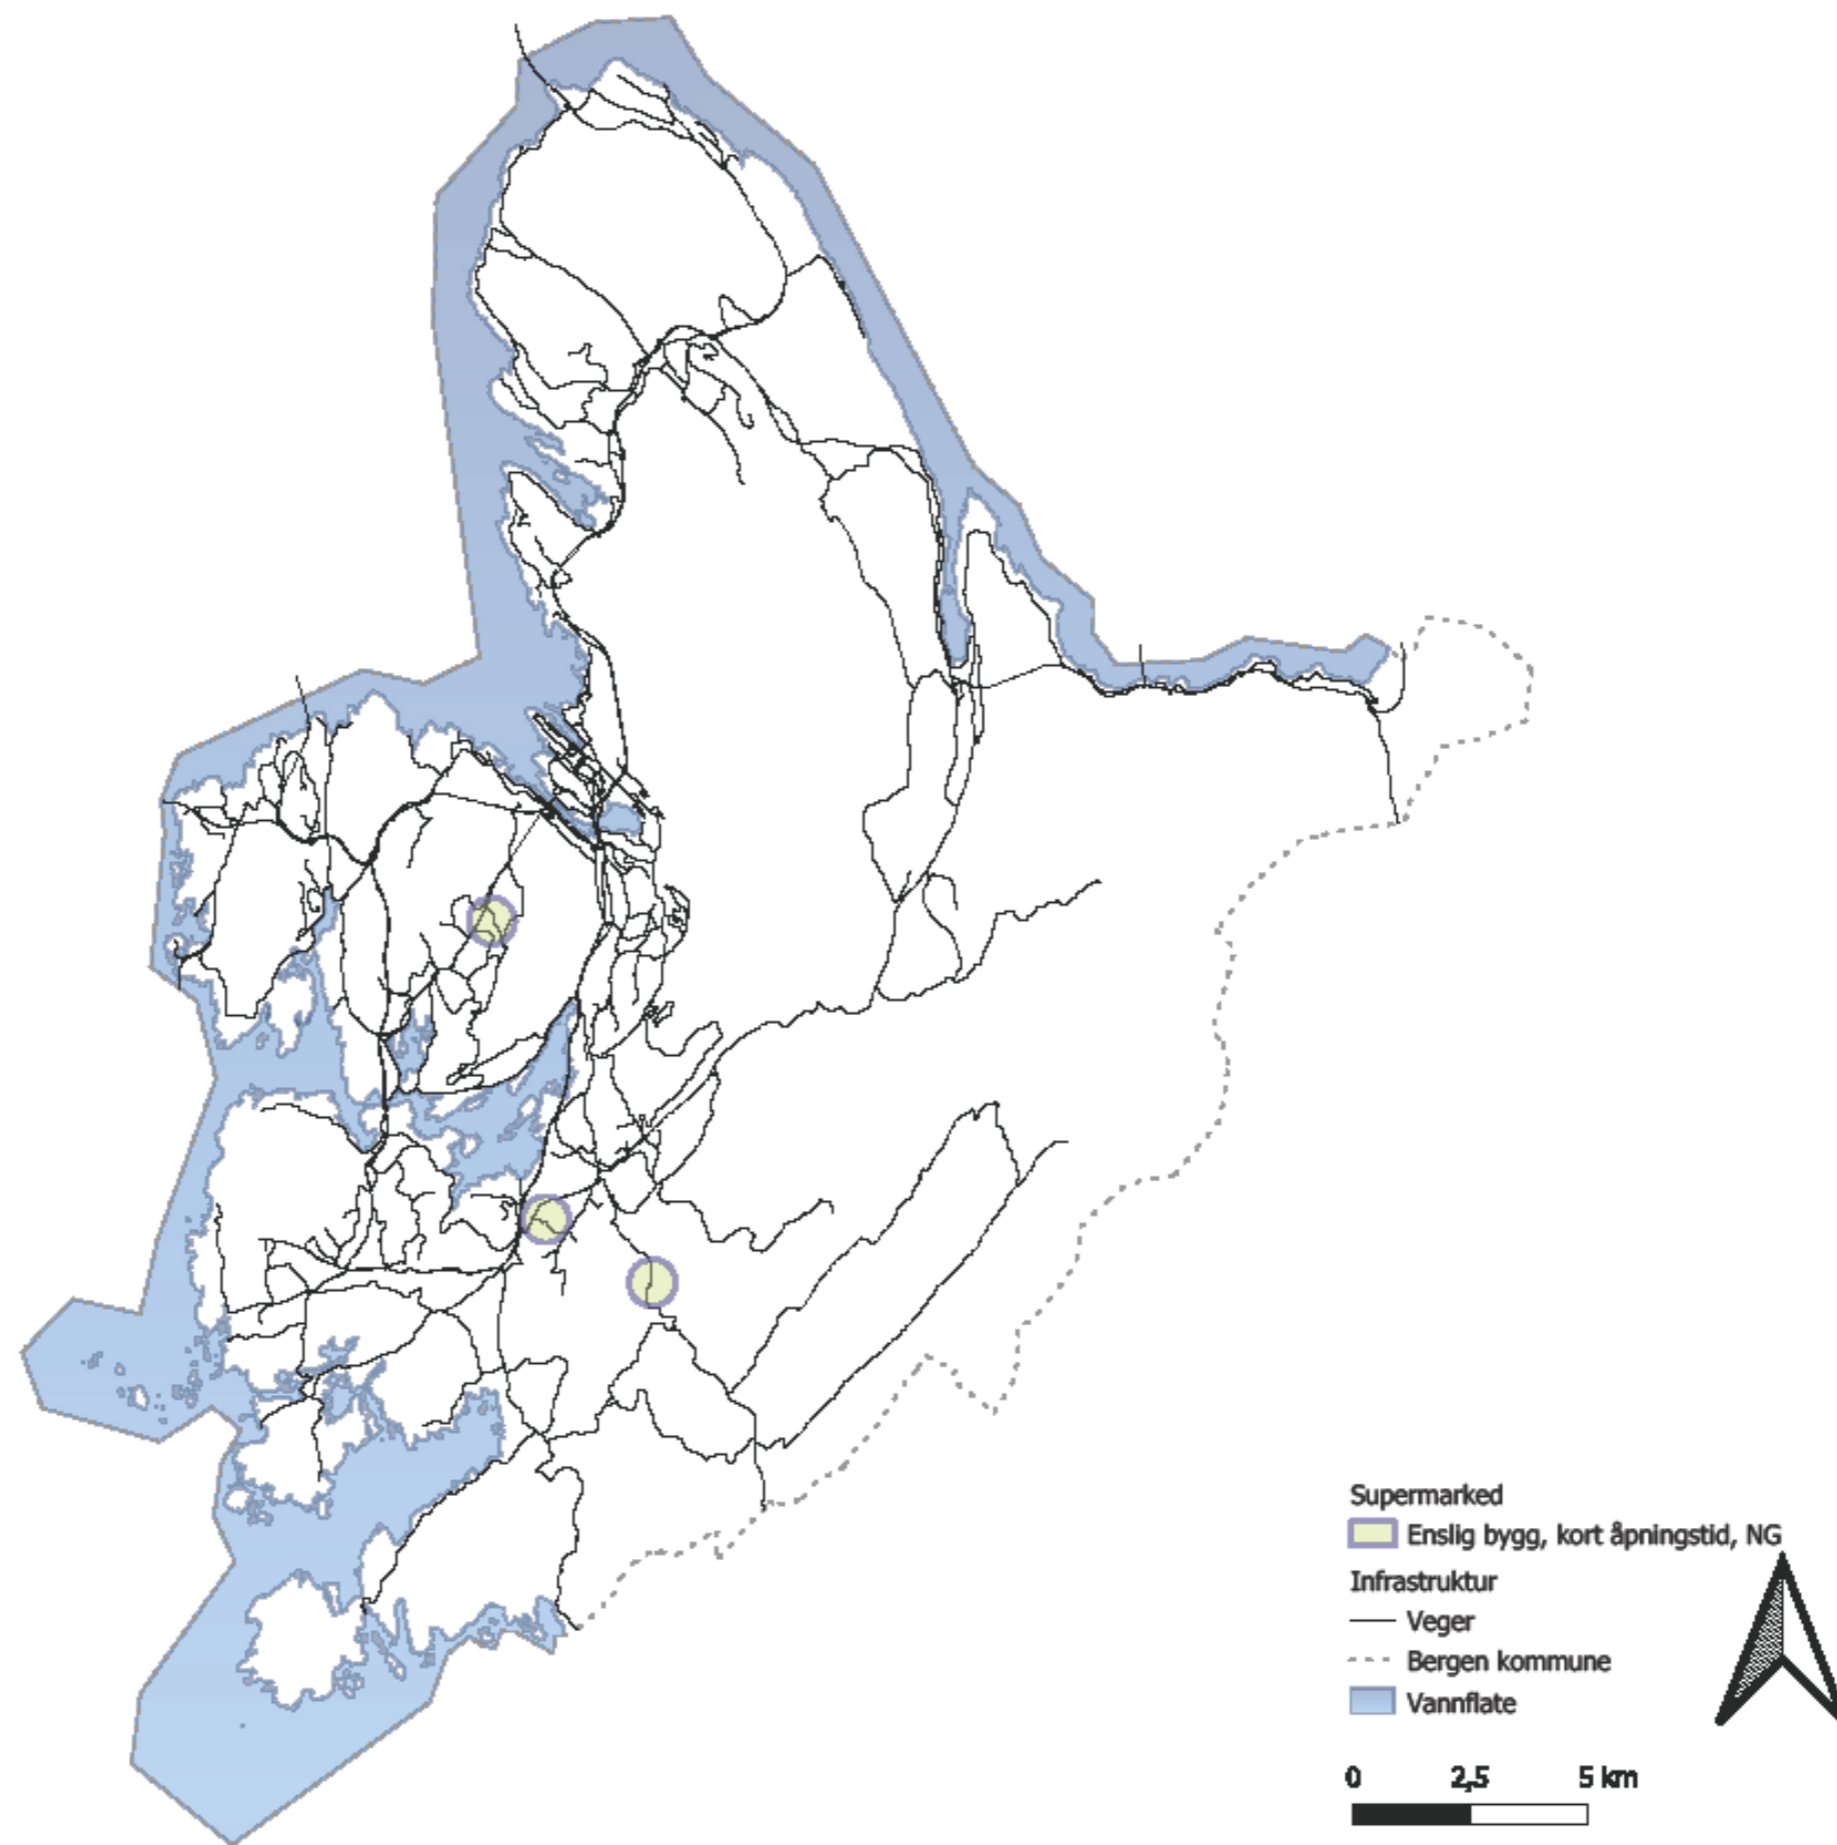 Supermarked
Enslig bygg, kort åpningstid, NG
Infrastruktur
Veger
Bergen kommune
Vannflate
0 2,5 5 km